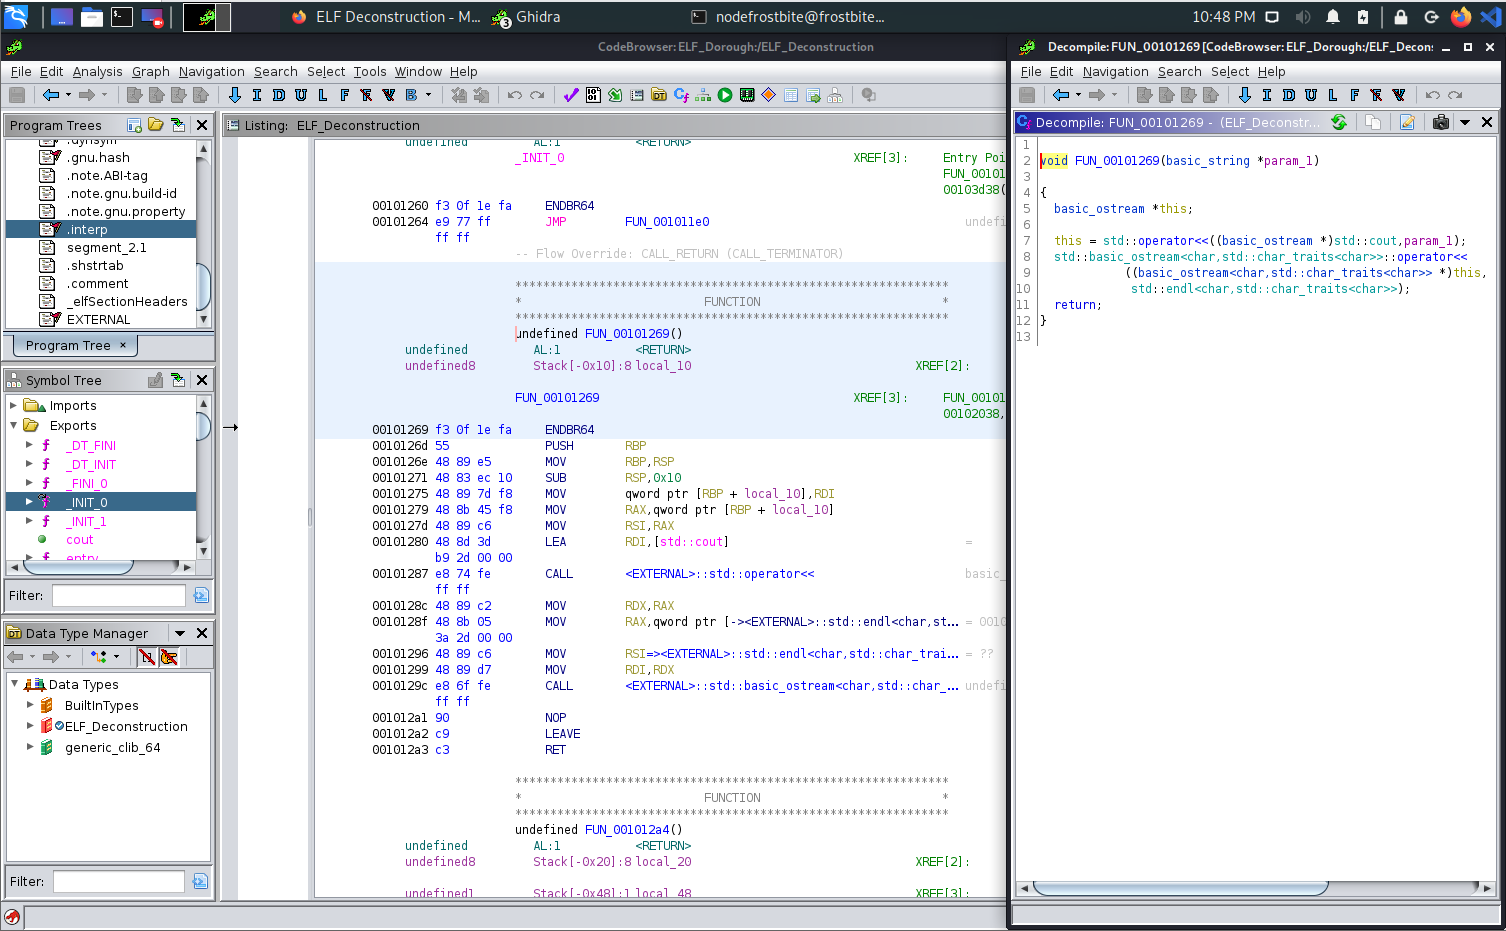 ELF Deconstruction - M...
Ghidra
nodefrostbite@frostbite...
10:48 PM
CodeBrowser: ELF_Dorough:/ELF_Deconstruction
File Edit Analysis Graph Navigation Search Select Tools Window Help
I D U L F B
Program Trees
.dynsym
.gnu.hash
.note.ABI-tag
.note.gnu.build-id
.note.gnu.property
.interp
segment_2.1
.shstrtab
.comment
_elfSectionHeaders
EXTERNAL
Program Tree ×
Symbol Tree
Imports
Exports
_DT_FINI
_DT_INIT
_FINI_0
_INIT_0
_INIT_1
cout
entry
Filter:
Data Type Manager
Data Types
BuiltInTypes
ELF_Deconstruction
generic_clib_64
Filter:
Listing: ELF_Deconstruction
undefined AL:1 <RETURN>
_INIT_0 XREF[3]: Entry Poi
FUN_00101
00103d38(
00101260 f3 0f 1e fa ENDBR64
00101264 e9 77 ff JMP FUN_001011e0 undefi
ff ff
-- Flow Override: CALL_RETURN (CALL_TERMINATOR)
**************************************************************
* FUNCTION *
**************************************************************
undefined FUN_00101269()
undefined AL:1 <RETURN>
undefined8 Stack[-0x10]:8 local_10 XREF[2]:
FUN_00101269 XREF[3]: FUN_00101
00102038,
00101269 f3 0f 1e fa ENDBR64
0010126d 55 PUSH RBP
0010126e 48 89 e5 MOV RBP,RSP
00101271 48 83 ec 10 SUB RSP,0x10
00101275 48 89 7d f8 MOV qword ptr [RBP + local_10],RDI
00101279 48 8b 45 f8 MOV RAX,qword ptr [RBP + local_10]
0010127d 48 89 c6 MOV RSI,RAX
00101280 48 8d 3d LEA RDI,[std::cout] =
b9 2d 00 00
00101287 e8 74 fe CALL <EXTERNAL>::std::operator<< basic_
ff ff
0010128c 48 89 c2 MOV RDX,RAX
0010128f 48 8b 05 MOV RAX,qword ptr [-><EXTERNAL>::std::endl<char,st... = 0010
3a 2d 00 00
00101296 48 89 c6 MOV RSI=><EXTERNAL>::std::endl<char,std::char_trai... = ??
00101299 48 89 d7 MOV RDI,RDX
0010129c e8 6f fe CALL <EXTERNAL>::std::basic_ostream<char,std::char_... undefi
ff ff
001012a1 90 NOP
001012a2 c9 LEAVE
001012a3 c3 RET
**************************************************************
* FUNCTION *
**************************************************************
undefined FUN_001012a4()
undefined AL:1 <RETURN>
undefined8 Stack[-0x20]:8 local_20 XREF[2]:
undefined1 Stack[-0x48]:1 local_48 XREF[3]:
Decompile: FUN_00101269 [CodeBrowser: ELF_Dorough:/ELF_Decons
File Edit Navigation Search Select Help
I D U L F
Decompile: FUN_00101269 - (ELF_Deconstr...
1
2 void FUN_00101269(basic_string *param_1)
3
4 {
5 basic_ostream *this;
6
7 this = std::operator<<((basic_ostream *)std::cout,param_1);
8 std::basic_ostream<char,std::char_traits<char>>::operator<<
9 ((basic_ostream<char,std::char_traits<char>> *)this,
10 std::endl<char,std::char_traits<char>>);
11 return;
12 }
13